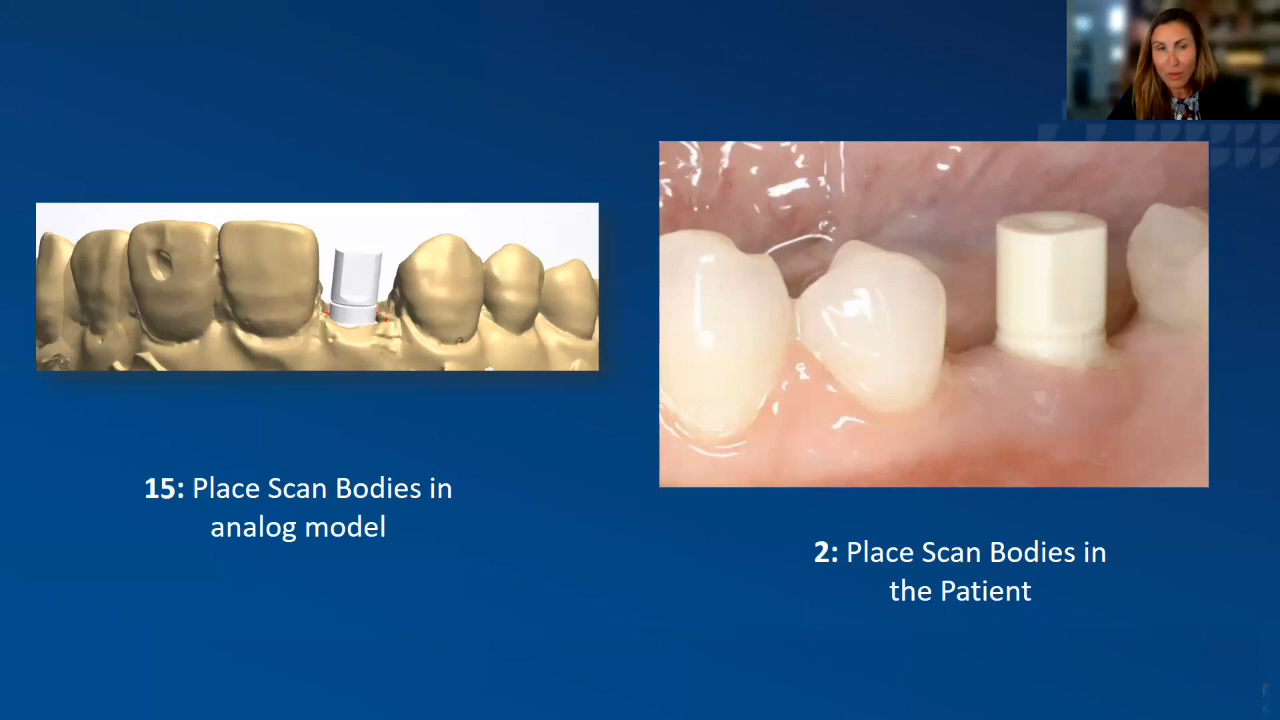 15: Place Scan Bodies in
analog model
2: Place Scan Bodies in
the Patient